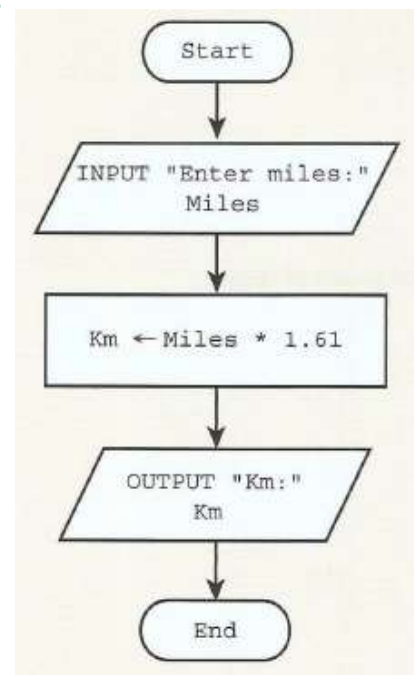 Start
INPUT "Enter miles:"
Miles
Km ← Miles * 1.61
OUTPUT "Km:"
Km
End